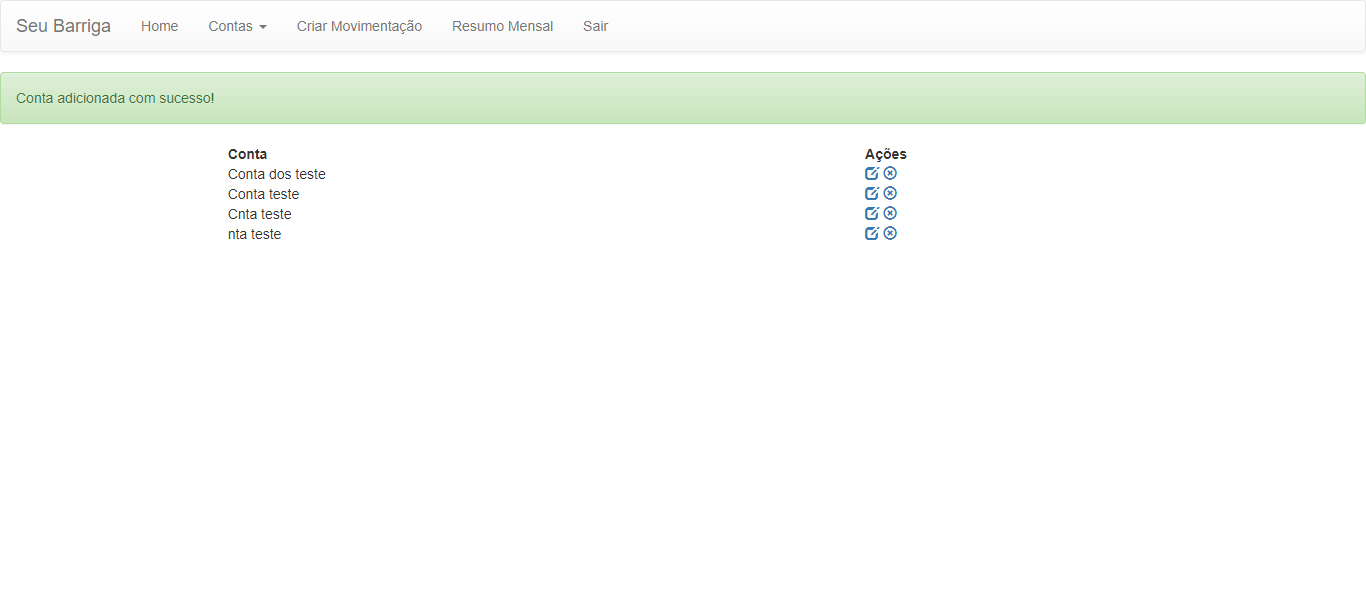 Seu Barriga Home Contas Criar Movimentação Resumo Mensal Sair
Conta adicionada com sucesso!
Conta Ações
Conta dos teste
Conta teste
Cnta teste
nta teste